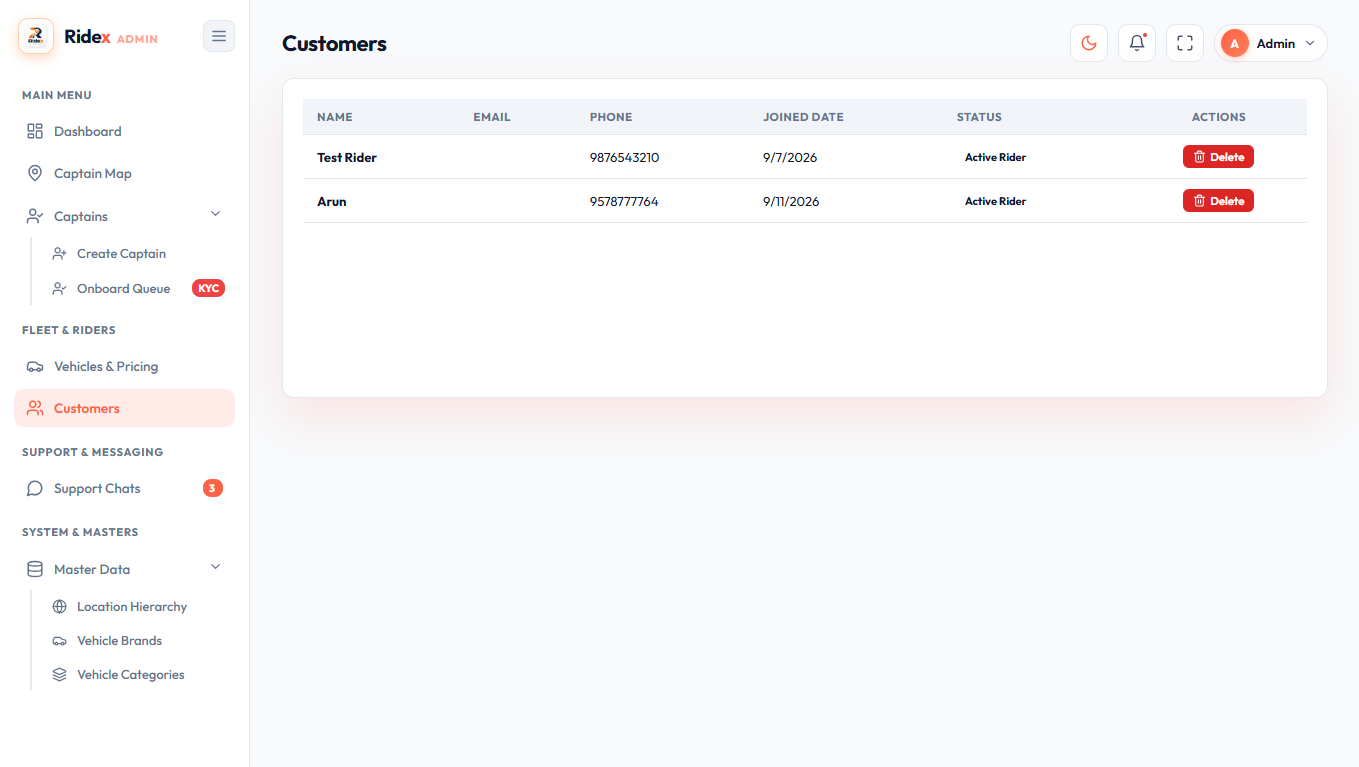 Ridex ADMIN
MAIN MENU
Dashboard
Captain Map
Captains
Create Captain
Onboard Queue KYC
FLEET & RIDERS
Vehicles & Pricing
Customers
SUPPORT & MESSAGING
Support Chats 3
SYSTEM & MASTERS
Master Data
Location Hierarchy
Vehicle Brands
Vehicle Categories
Customers
A Admin
NAME EMAIL PHONE JOINED DATE STATUS ACTIONS
Test Rider 9876543210 9/7/2026 Active Rider Delete
Arun 9578777764 9/11/2026 Active Rider Delete